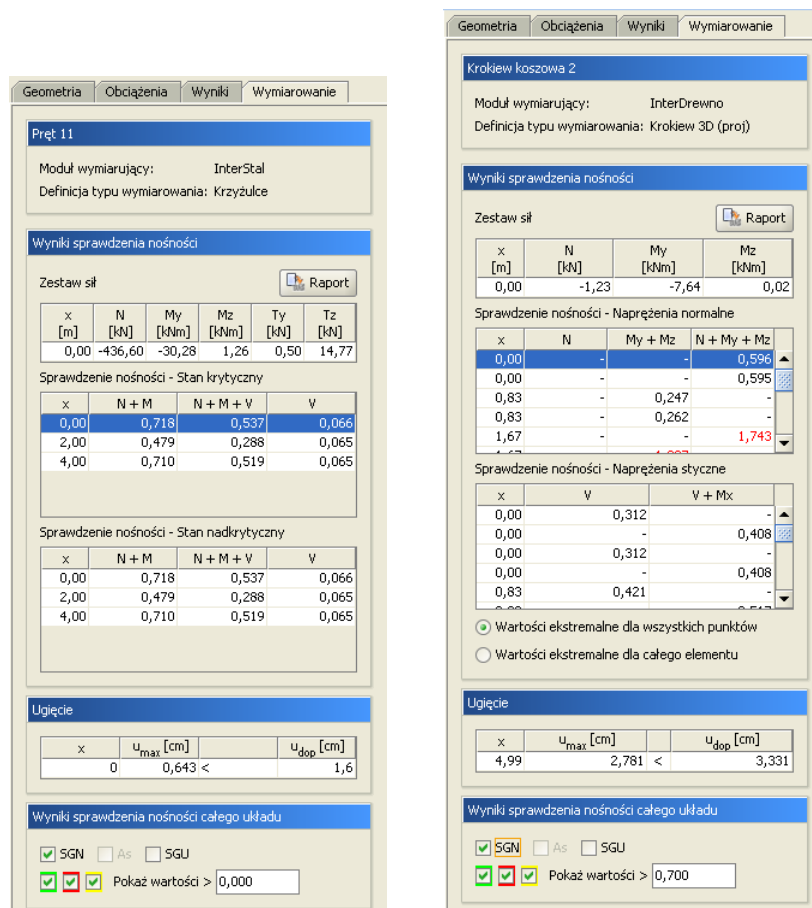 Geometria Obciążenia Wyniki Wymiarowanie
Pręt 11
Moduł wymiarujący: InterStal
Definicja typu wymiarowania: Krzyżulce
Wyniki sprawdzenia nośności
Zestaw sił Raport
x N My Mz Ty Tz
[m] [kN] [kNm] [kNm] [kN] [kN]
0,00 -436,60 -30,28 1,26 0,50 14,77
Sprawdzenie nośności - Stan krytyczny
x N + M N + M + V V
0,00 0,718 0,537 0,066
2,00 0,479 0,288 0,065
4,00 0,710 0,519 0,065
Sprawdzenie nośności - Stan nadkrytyczny
x N + M N + M + V V
0,00 0,718 0,537 0,066
2,00 0,479 0,288 0,065
4,00 0,710 0,519 0,065
Ugięcie
x umax [cm] udop [cm]
0 0,643 < 1,6
Wyniki sprawdzenia nośności całego układu
SGN As SGU
Pokaż wartości > 0,000
Geometria Obciążenia Wyniki Wymiarowanie
Krokiew koszowa 2
Moduł wymiarujący: InterDrewno
Definicja typu wymiarowania: Krokiew 3D (proj)
Wyniki sprawdzenia nośności
Zestaw sił Raport
x N My Mz
[m] [kN] [kNm] [kNm]
0,00 -1,23 -7,64 0,02
Sprawdzenie nośności - Naprężenia normalne
x N My + Mz N + My + Mz
0,00 - - 0,596
0,00 - - 0,595
0,83 - 0,247 -
0,83 - 0,262 -
1,67 - - 1,743
Sprawdzenie nośności - Naprężenia styczne
x V V + Mx
0,00 0,312 -
0,00 - 0,408
0,00 0,312 -
0,00 - 0,408
0,83 0,421 -
Wartości ekstremalne dla wszystkich punktów
Wartości ekstremalne dla całego elementu
Ugięcie
x umax [cm] udop [cm]
4,99 2,781 < 3,331
Wyniki sprawdzenia nośności całego układu
SGN As SGU
Pokaż wartości > 0,700